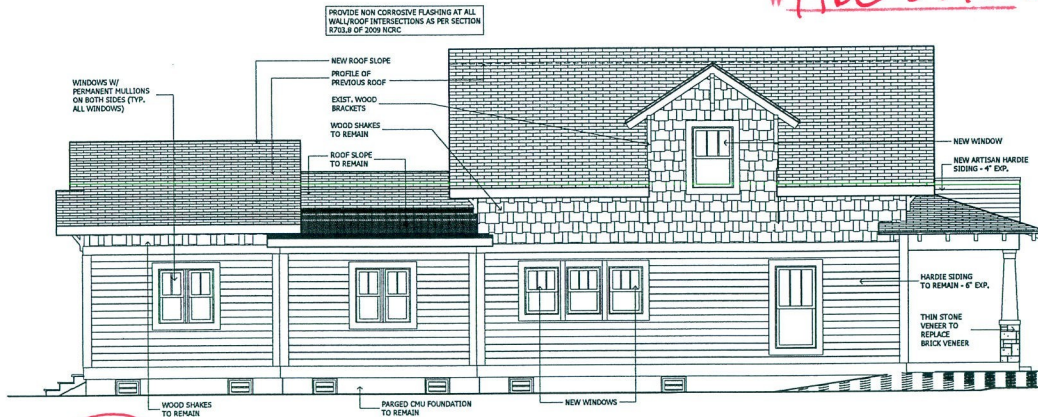 PROVIDE NON CORROSIVE FLASHING AT ALL
WALL/ROOF INTERSECTIONS AS PER SECTION
R703.8 OF 2009 NCRC
WINDOWS W/
PERMANENT MULLIONS
ON BOTH SIDES (TYP.
ALL WINDOWS)
NEW ROOF SLOPE
PROFILE OF
PREVIOUS ROOF
EXIST. WOOD
BRACKETS
WOOD SHAKES
TO REMAIN
ROOF SLOPE
TO REMAIN
NEW WINDOW
NEW ARTISAN HARDIE
SIDING - 4" EXP.
HARDIE SIDING
TO REMAIN - 6" EXP.
THIN STONE
VENEER TO
REPLACE
BRICK VENEER
WOOD SHAKES
TO REMAIN
PARGED CMU FOUNDATION
TO REMAIN
NEW WINDOWS